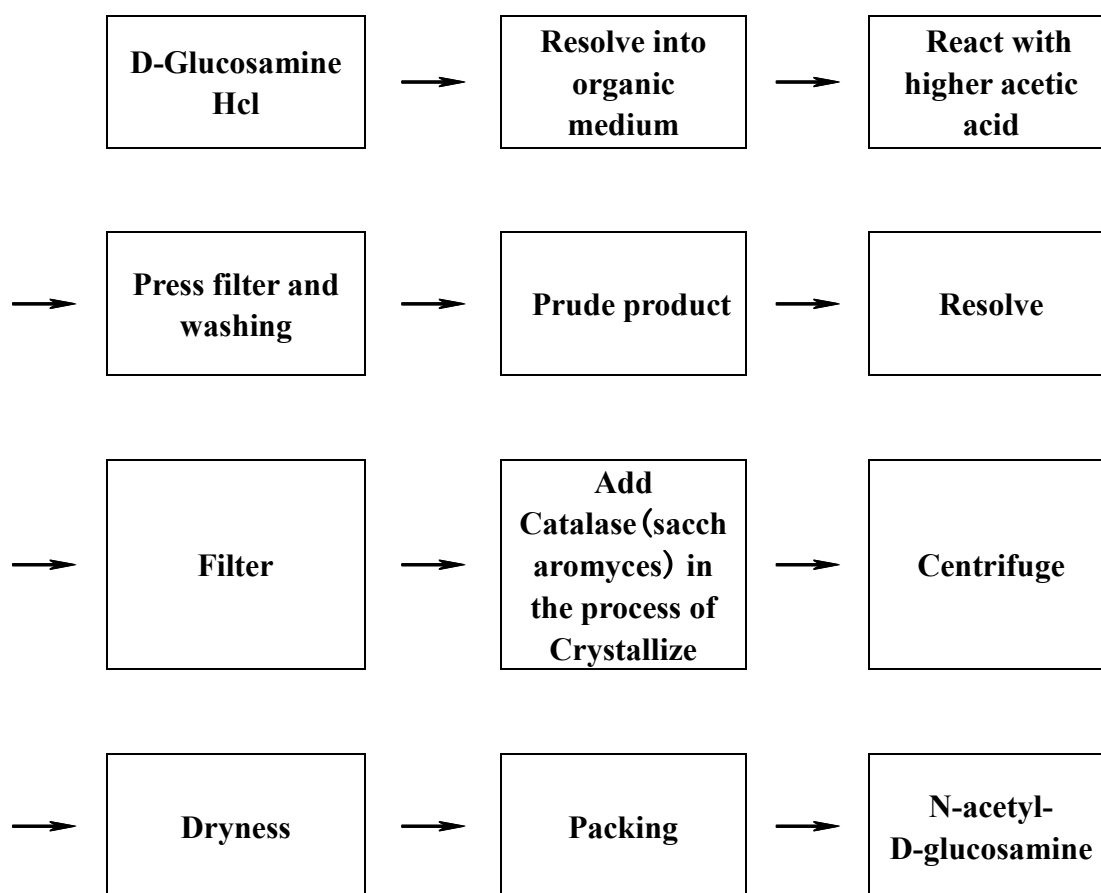 D-Glucosamine
Hcl
Resolve into
organic
medium
React with
higher acetic
acid
Press filter and
washing
Prude product
Resolve
Filter
Add
Catalase(sacch
aromyces) in
the process of
Crystallize
Centrifuge
Dryness
Packing
N-acetyl-
D-glucosamine